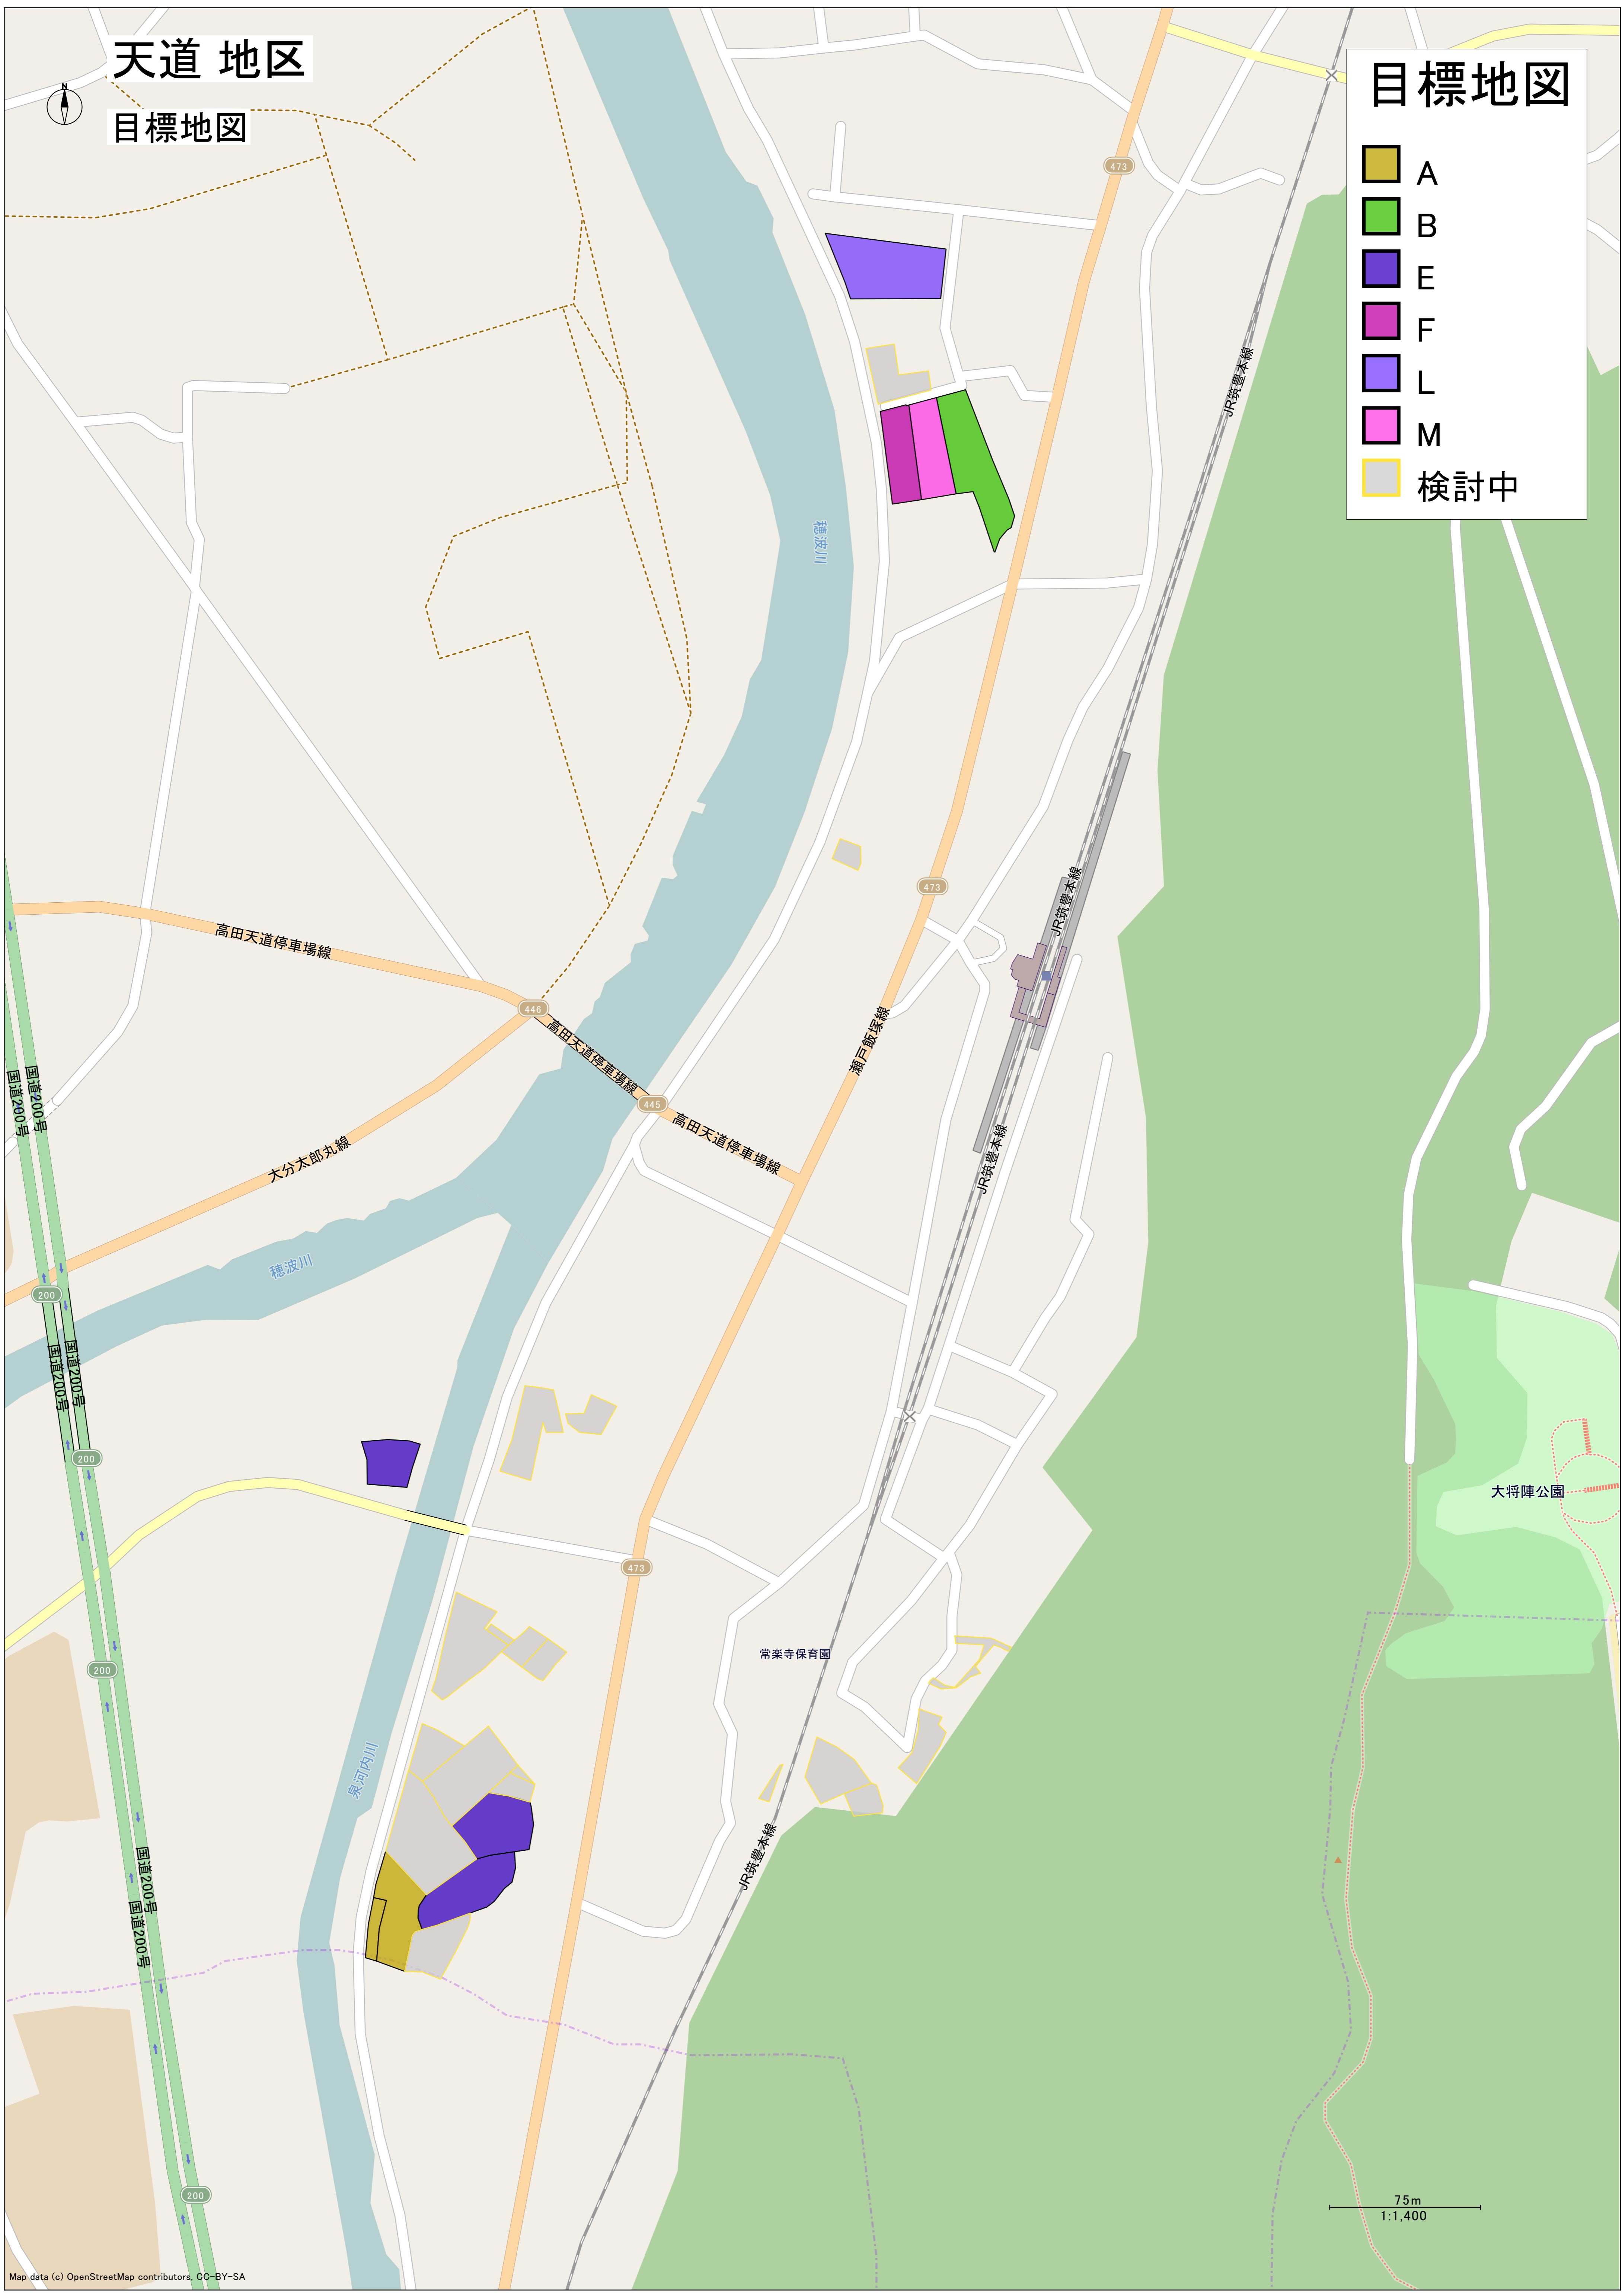 天道 地区
目標地図
N
目標地図
A
B
E
F
L
M
検討中
473
JR筑豊本線
穂波川
473
JR筑豊本線
高田天道停車場線
446
高田天道停車場線
瀬戸飯塚線
国道200号
国道200号
445
高田天道停車場線
大分太郎丸線
JR筑豊本線
穂波川
200
国道200号
国道200号
200
大将陣公園
473
常楽寺保育園
200
泉河内川
JR筑豊本線
国道200号
国道200号
200
75m
1:1,400
Map data (c) OpenStreetMap contributors, CC-BY-SA